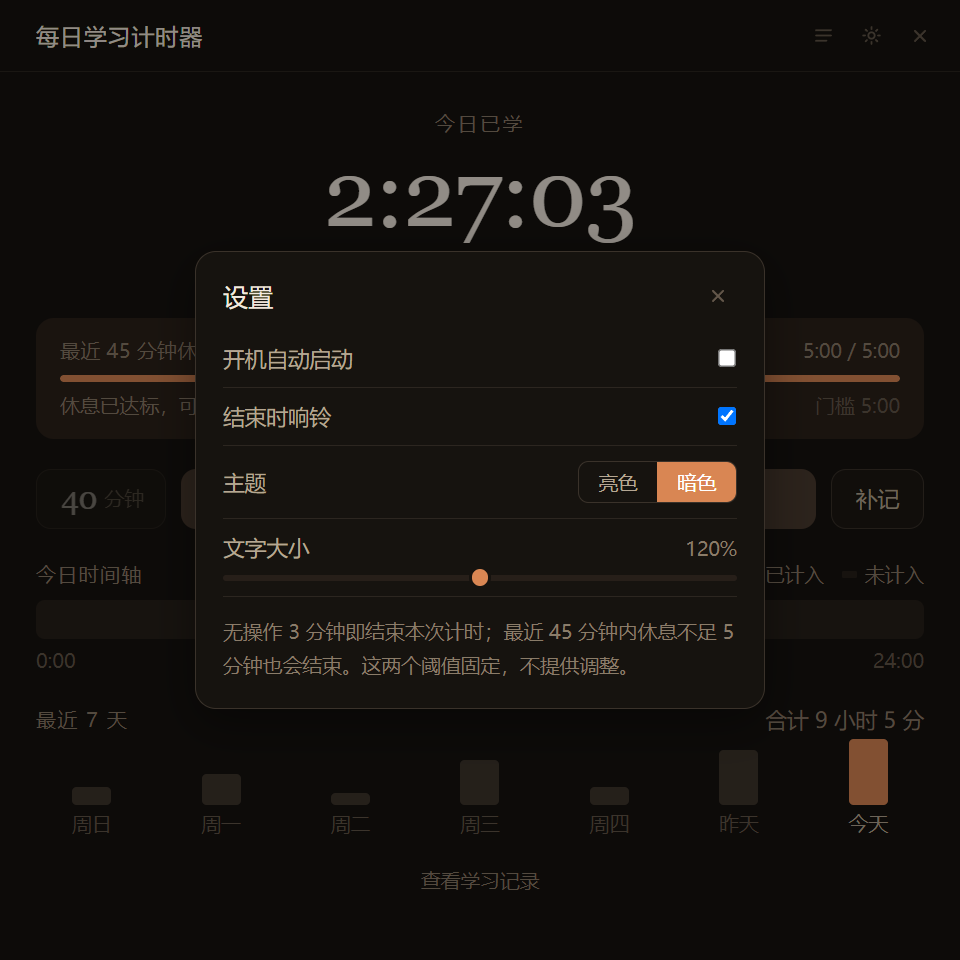 每日学习计时器
今日已学
2:27:03
设置
开机自动启动
结束时响铃
主题 亮色 暗色
文字大小 120%
无操作 3 分钟即结束本次计时；最近 45 分钟内休息不足 5
分钟也会结束。这两个阈值固定，不提供调整。
最近 45 分钟休 5:00 / 5:00
休息已达标，可 门槛 5:00
40 分钟 补记
今日时间轴 已计入 未计入
0:00 24:00
最近 7 天 合计 9 小时 5 分
周日 周一 周二 周三 周四 昨天 今天
查看学习记录